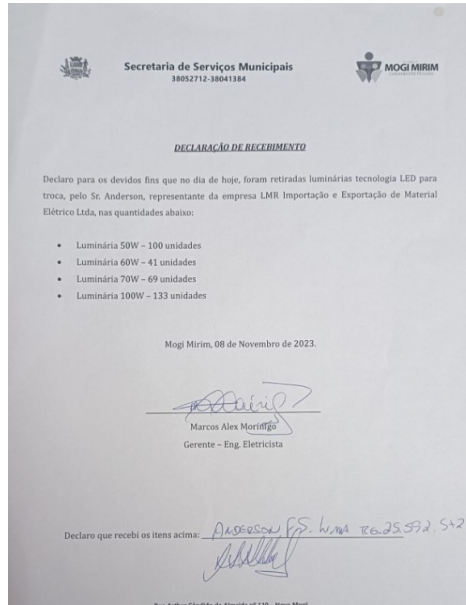 Secretaria de Serviços Municipais
38052712-38041384
MOGI MIRIM
DECLARAÇÃO DE RECEBIMENTO
Declaro para os devidos fins que no dia de hoje, foram retiradas luminárias tecnologia LED para
troca, pelo Sr. Anderson, representante da empresa LMR Importação e Exportação de Material
Elétrico Ltda, nas quantidades abaixo:
• Luminária 50W – 100 unidades
• Luminária 60W – 41 unidades
• Luminária 70W – 69 unidades
• Luminária 100W – 133 unidades
Mogi Mirim, 08 de Novembro de 2023.
Marcos Alex Morinigo
Gerente – Eng. Eletricista
Declaro que recebi os itens acima: ANDERSON F.S. LIMA RG.25.592.542